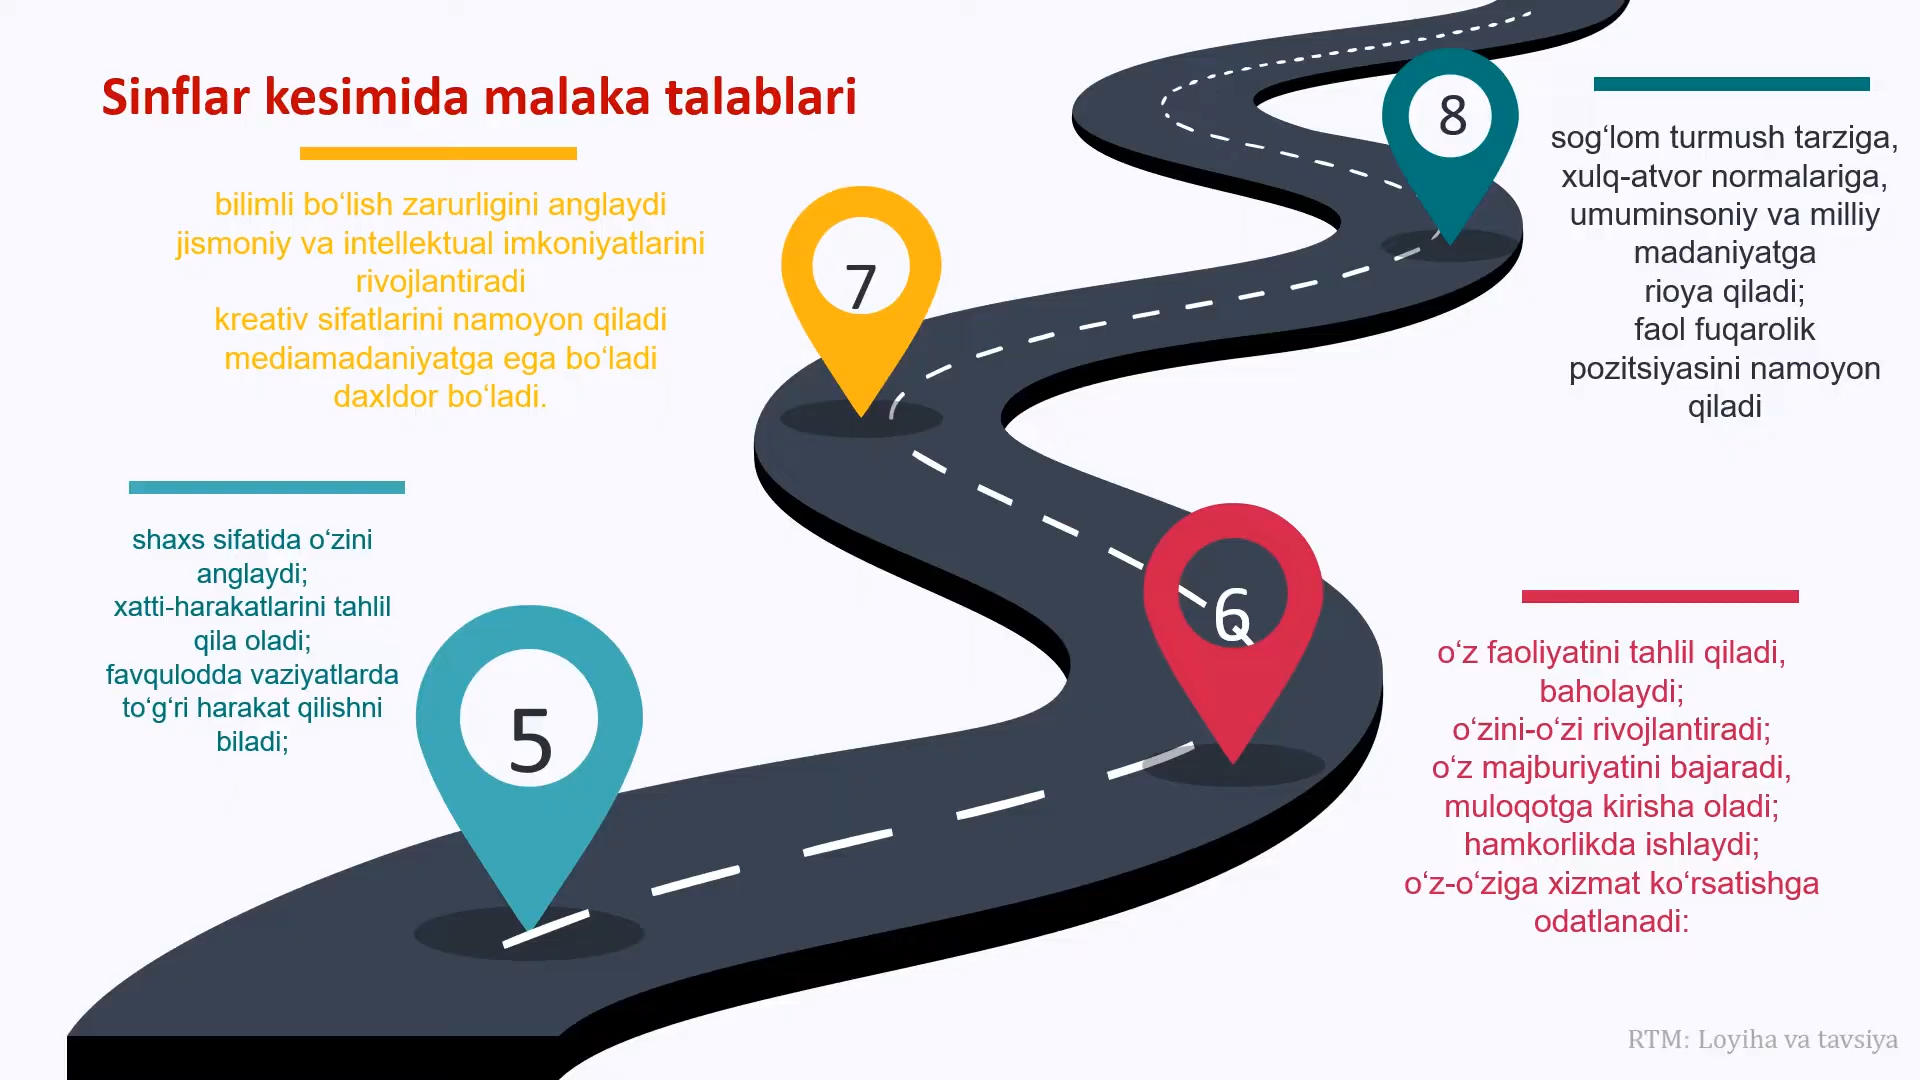 Sinflar kesimida malaka talablari
bilimli bo‘lish zarurligini anglaydi
jismoniy va intellektual imkoniyatlarini
rivojlantiradi
kreativ sifatlarini namoyon qiladi
mediamadaniyatga ega bo‘ladi
daxldor bo‘ladi.
7
8
sog‘lom turmush tarziga,
xulq-atvor normalariga,
umuminsoniy va milliy
madaniyatga
rioya qiladi;
faol fuqarolik
pozitsiyasini namoyon
qiladi
shaxs sifatida o‘zini
anglaydi;
xatti-harakatlarini tahlil
qila oladi;
favqulodda vaziyatlarda
to‘g‘ri harakat qilishni
biladi;
5
6
o‘z faoliyatini tahlil qiladi,
baholaydi;
o‘zini-o‘zi rivojlantiradi;
o‘z majburiyatini bajaradi,
muloqotga kirisha oladi;
hamkorlikda ishlaydi;
o‘z-o‘ziga xizmat ko‘rsatishga
odatlanadi:
RTM: Loyiha va tavsiya